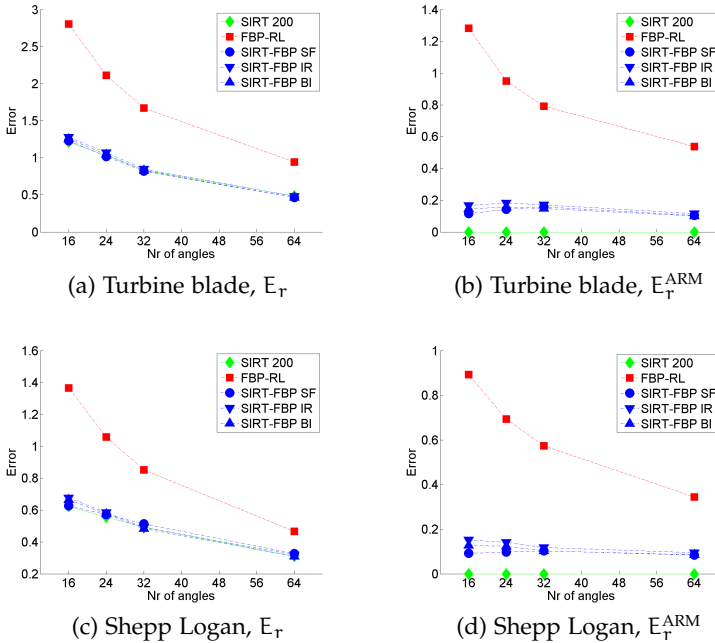 3
2.5
2
1.5
1
0.5
0
Error
16 24 32 40 48 56 64
Nr of angles
SIRT 200
FBP-RL
SIRT-FBP SF
SIRT-FBP IR
SIRT-FBP BI
(a) Turbine blade, E_r
1.4
1.2
1
0.8
0.6
0.4
0.2
0
Error
16 24 32 40 48 56 64
Nr of angles
SIRT 200
FBP-RL
SIRT-FBP SF
SIRT-FBP IR
SIRT-FBP BI
(b) Turbine blade, E_r^ARM
1.6
1.4
1.2
1
0.8
0.6
0.4
0.2
Error
16 24 32 40 48 56 64
Nr of angles
SIRT 200
FBP-RL
SIRT-FBP SF
SIRT-FBP IR
SIRT-FBP BI
(c) Shepp Logan, E_r
1
0.8
0.6
0.4
0.2
0
Error
16 24 32 40 48 56 64
Nr of angles
SIRT 200
FBP-RL
SIRT-FBP SF
SIRT-FBP IR
SIRT-FBP BI
(d) Shepp Logan, E_r^ARM